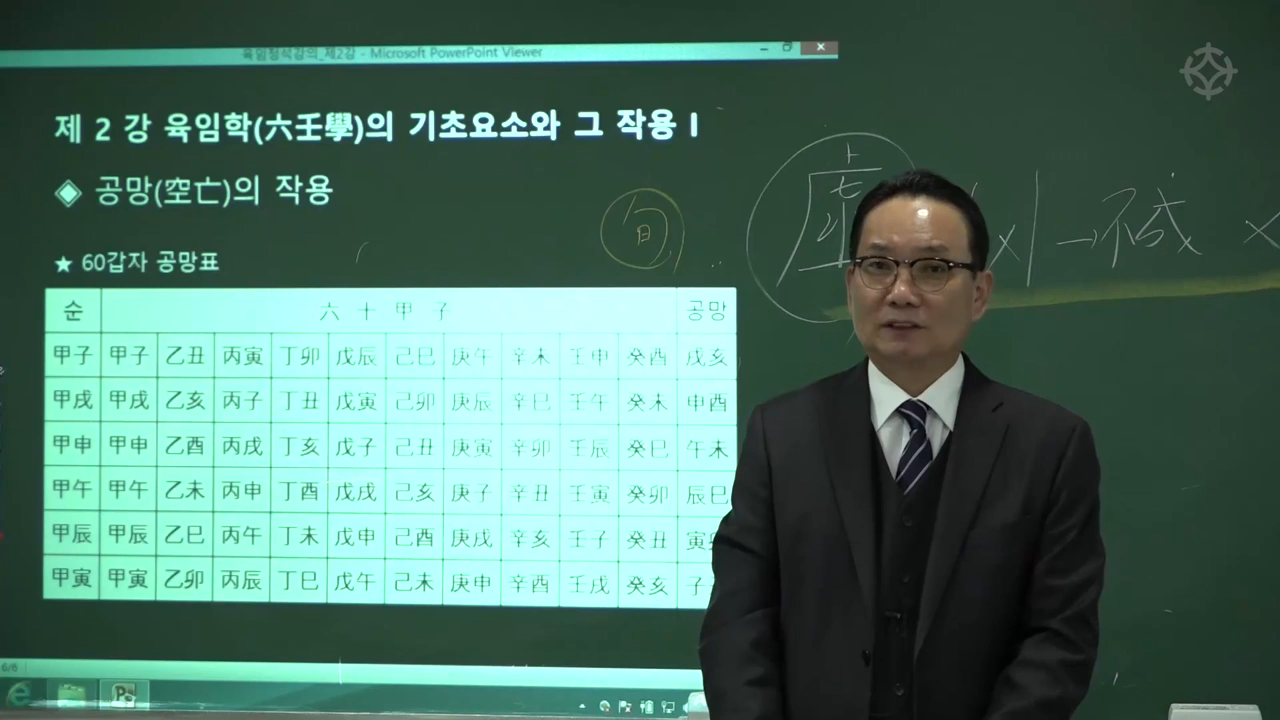 육임정석강의_제2강 - Microsoft PowerPoint Viewer
제 2 강 육임학(六壬學)의 기초요소와 그 작용 I
◈ 공망(空亡)의 작용
★ 60갑자 공망표
순 六十甲子 공망
甲子 甲子 乙丑 丙寅 丁卯 戊辰 己巳 庚午 辛未 壬申 癸酉 戌亥
甲戌 甲戌 乙亥 丙子 丁丑 戊寅 己卯 庚辰 辛巳 壬午 癸未 申酉
甲申 甲申 乙酉 丙戌 丁亥 戊子 己丑 庚寅 辛卯 壬辰 癸巳 午未
甲午 甲午 乙未 丙申 丁酉 戊戌 己亥 庚子 辛丑 壬寅 癸卯 辰巳
甲辰 甲辰 乙巳 丙午 丁未 戊申 己酉 庚戌 辛亥 壬子 癸丑 寅
甲寅 甲寅 乙卯 丙辰 丁巳 戊午 己未 庚申 辛酉 壬戌 癸亥 子
6/6
旬
不成